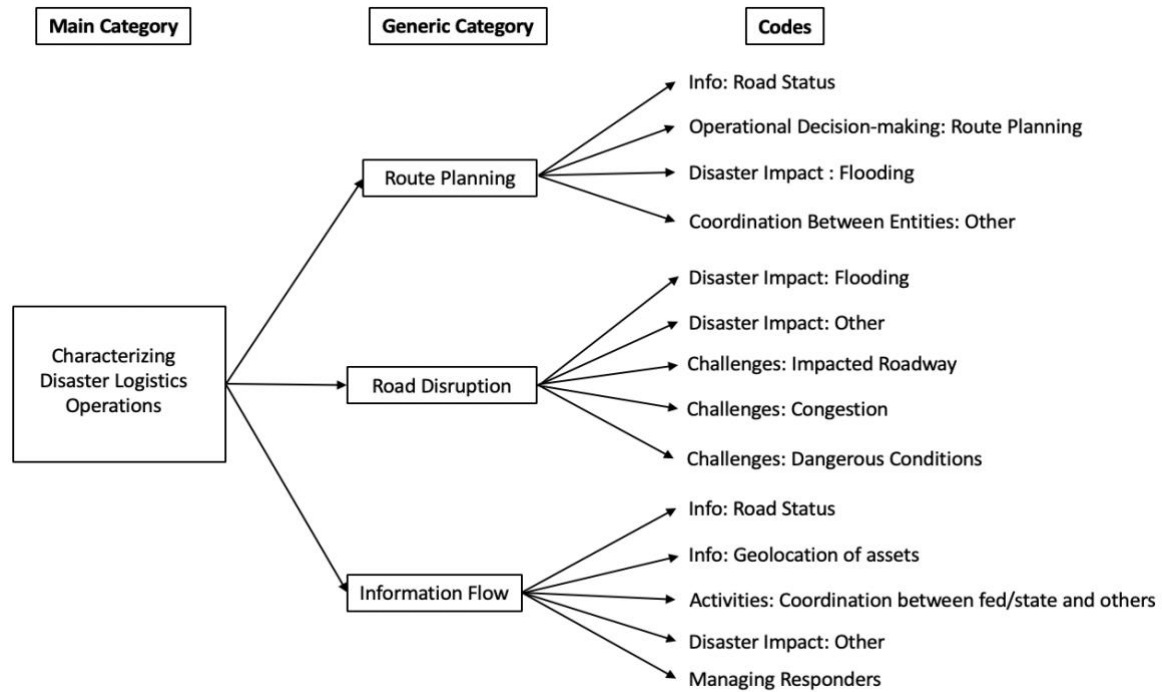 Main Category
Generic Category
Codes
Info: Road Status
Operational Decision-making: Route Planning
Route Planning
Disaster Impact : Flooding
Coordination Between Entities: Other
Disaster Impact: Flooding
Disaster Impact: Other
Characterizing
Disaster Logistics
Operations
Road Disruption
Challenges: Impacted Roadway
Challenges: Congestion
Challenges: Dangerous Conditions
Info: Road Status
Info: Geolocation of assets
Information Flow
Activities: Coordination between fed/state and others
Disaster Impact: Other
Managing Responders